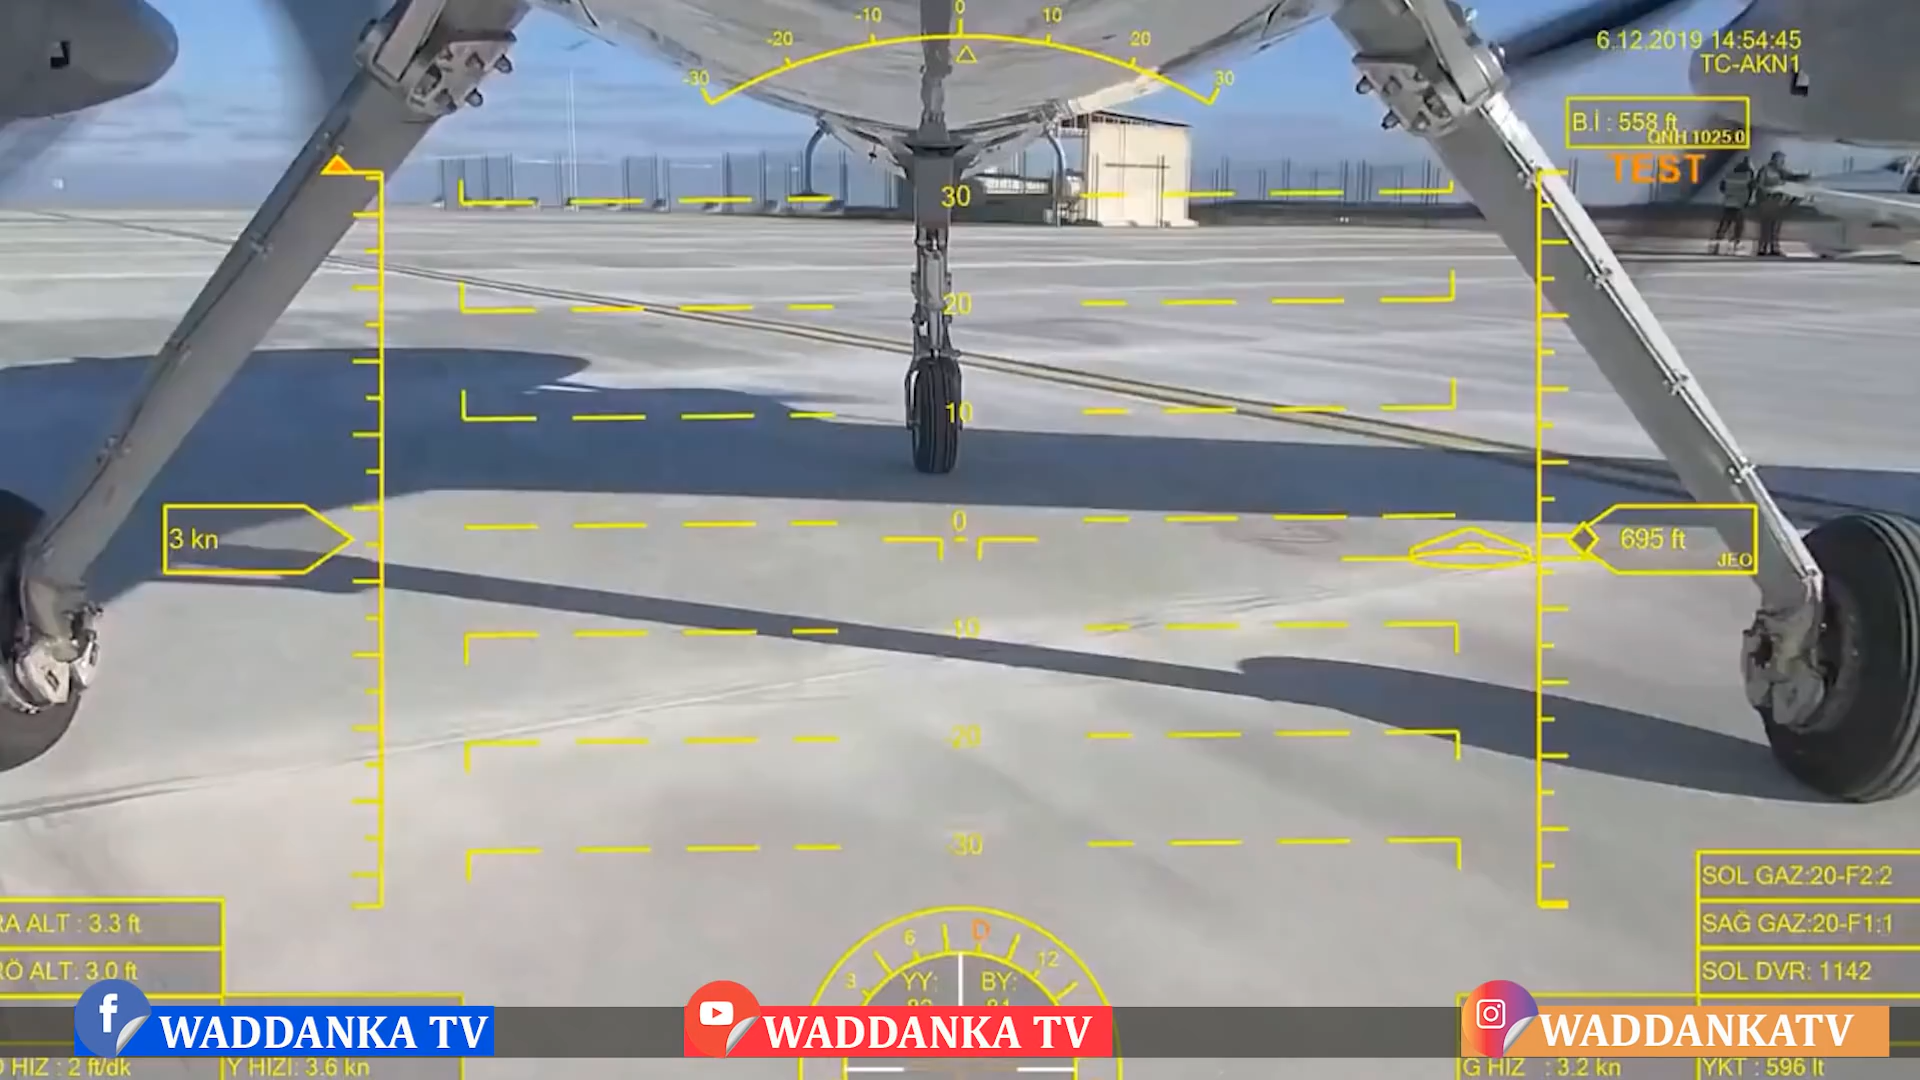 -30
-20
-10
0
10
20
30
6.12.2019 14:54:45
TC-AKN1
B.İ : 558 ft
QNH 1025.0
TEST
30
20
10
0
-10
-20
-30
3 kn
695 ft
JEO
RA ALT : 3.3 ft
RÖ ALT: 3.0 ft
SOL GAZ:20-F2:2
SAĞ GAZ:20-F1:1
SOL DVR: 1142
3
6
D
12
YY:
BY:
WADDANKA TV
WADDANKA TV
WADDANKATV
HIZ : 2 ft/dk
Y HIZI: 3.6 kn
G HIZ : 3.2 kn
YKT : 596 lt